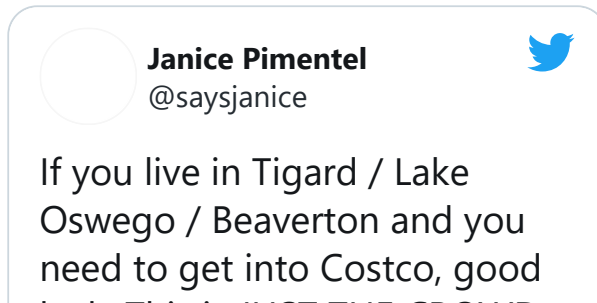 Janice Pimentel
@saysjanice
If you live in Tigard / Lake
Oswego / Beaverton and you
need to get into Costco, good